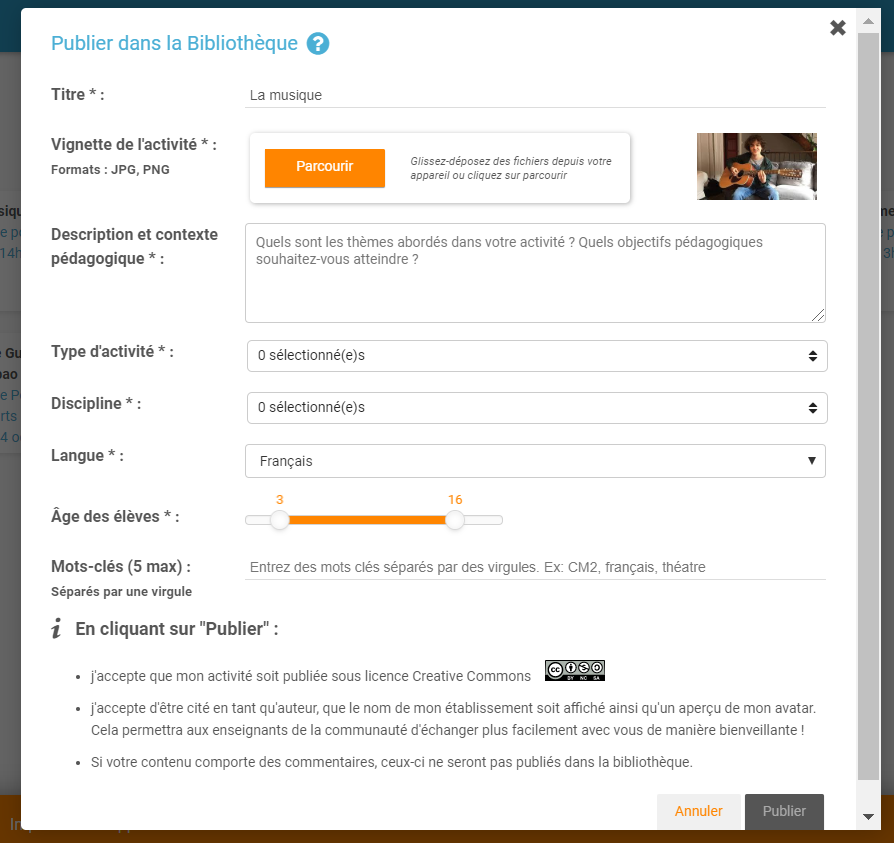 Publier dans la Bibliothèque ?
Titre * :
La musique
Vignette de l'activité * :
Formats : JPG, PNG
Parcourir
Glissez-déposez des fichiers depuis votre
appareil ou cliquez sur parcourir
Description et contexte
pédagogique * :
Quels sont les thèmes abordés dans votre activité ? Quels objectifs pédagogiques
souhaitez-vous atteindre ?
Type d'activité * :
0 sélectionné(e)s
Discipline * :
0 sélectionné(e)s
Langue * :
Français
3 16
Âge des élèves * :
Mots-clés (5 max) :
Entrez des mots clés séparés par des virgules. Ex: CM2, français, théatre
Séparés par une virgule
i En cliquant sur "Publier" :
j'accepte que mon activité soit publiée sous licence Creative Commons
cc BY NC SA
j'accepte d'être cité en tant qu'auteur, que le nom de mon établissement soit affiché ainsi qu'un aperçu de mon avatar.
Cela permettra aux enseignants de la communauté d'échanger plus facilement avec vous de manière bienveillante !
Si votre contenu comporte des commentaires, ceux-ci ne seront pas publiés dans la bibliothèque.
Annuler
Publier